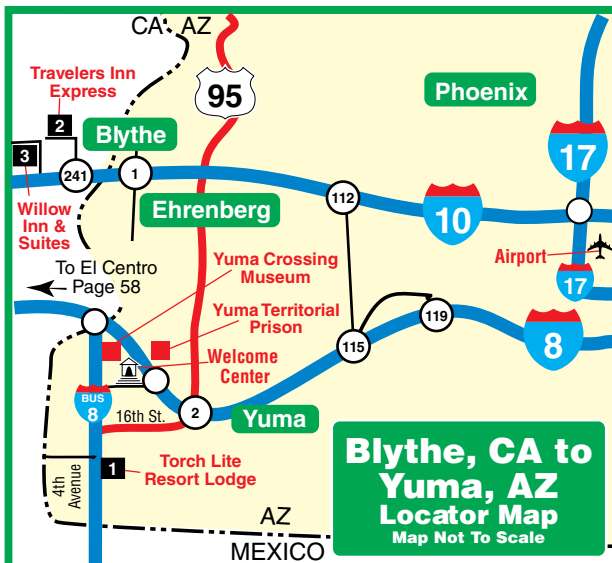 CA AZ
Travelers Inn
Express
2
95
Phoenix
Blythe
17
3
241
1
112
Willow
Inn &
Suites
Ehrenberg
10
To El Centro
Page 58
Yuma Crossing
Museum
Airport
17
Yuma Territorial
Prison
119
Welcome
Center
115
8
BUS
8
16th St.
2
Yuma
4th
Avenue
1
Torch Lite
Resort Lodge
Blythe, CA to
Yuma, AZ
Locator Map
Map Not To Scale
AZ
MEXICO